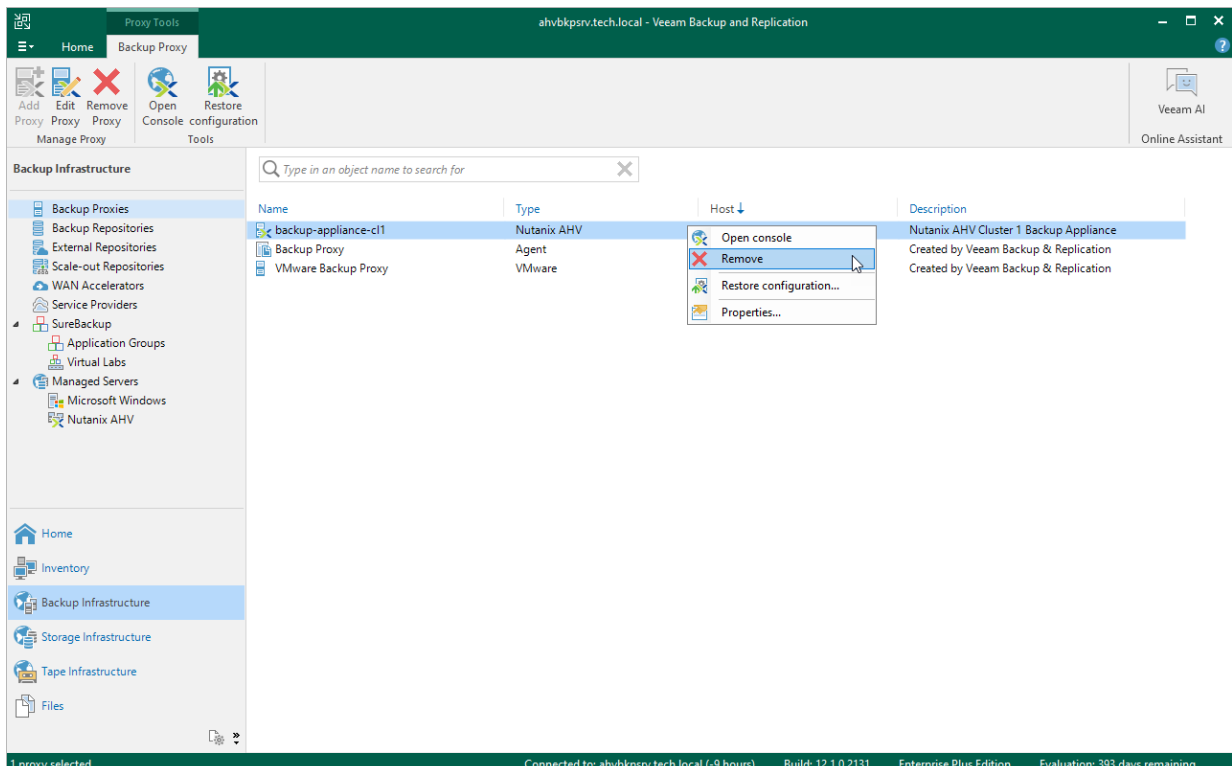 Proxy Tools
ahvbkpsrv.tech.local - Veeam Backup and Replication
Home
Backup Proxy
Add Proxy
Edit Proxy
Remove Proxy
Open Console
Restore configuration
Manage Proxy
Tools
Veeam AI
Online Assistant
Backup Infrastructure
Type in an object name to search for
Backup Proxies
Backup Repositories
External Repositories
Scale-out Repositories
WAN Accelerators
Service Providers
SureBackup
Application Groups
Virtual Labs
Managed Servers
Microsoft Windows
Nutanix AHV
Name Type Host Description
backup-appliance-cl1 Nutanix AHV Nutanix AHV Cluster 1 Backup Appliance
Backup Proxy Agent Created by Veeam Backup & Replication
VMware Backup Proxy VMware Created by Veeam Backup & Replication
Open console
Remove
Restore configuration...
Properties...
Home
Inventory
Backup Infrastructure
Storage Infrastructure
Tape Infrastructure
Files
1 proxy selected
Connected to: ahvbkpsrv.tech.local (-9 hours) Build: 12.1.0.2131 Enterprise Plus Edition Evaluation: 393 days remaining